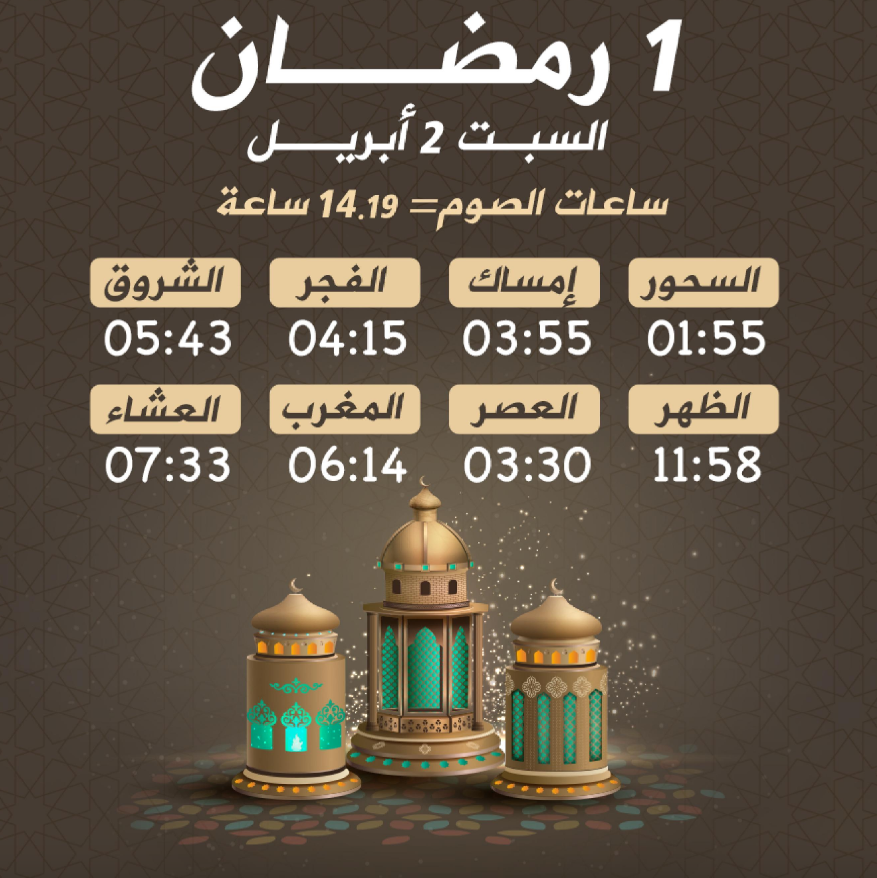 1 رمضان
السبت 2 أبريل
ساعات الصوم= 14.19 ساعة
السحور إمساك الفجر الشروق
01:55 03:55 04:15 05:43
الظهر العصر المغرب العشاء
11:58 03:30 06:14 07:33